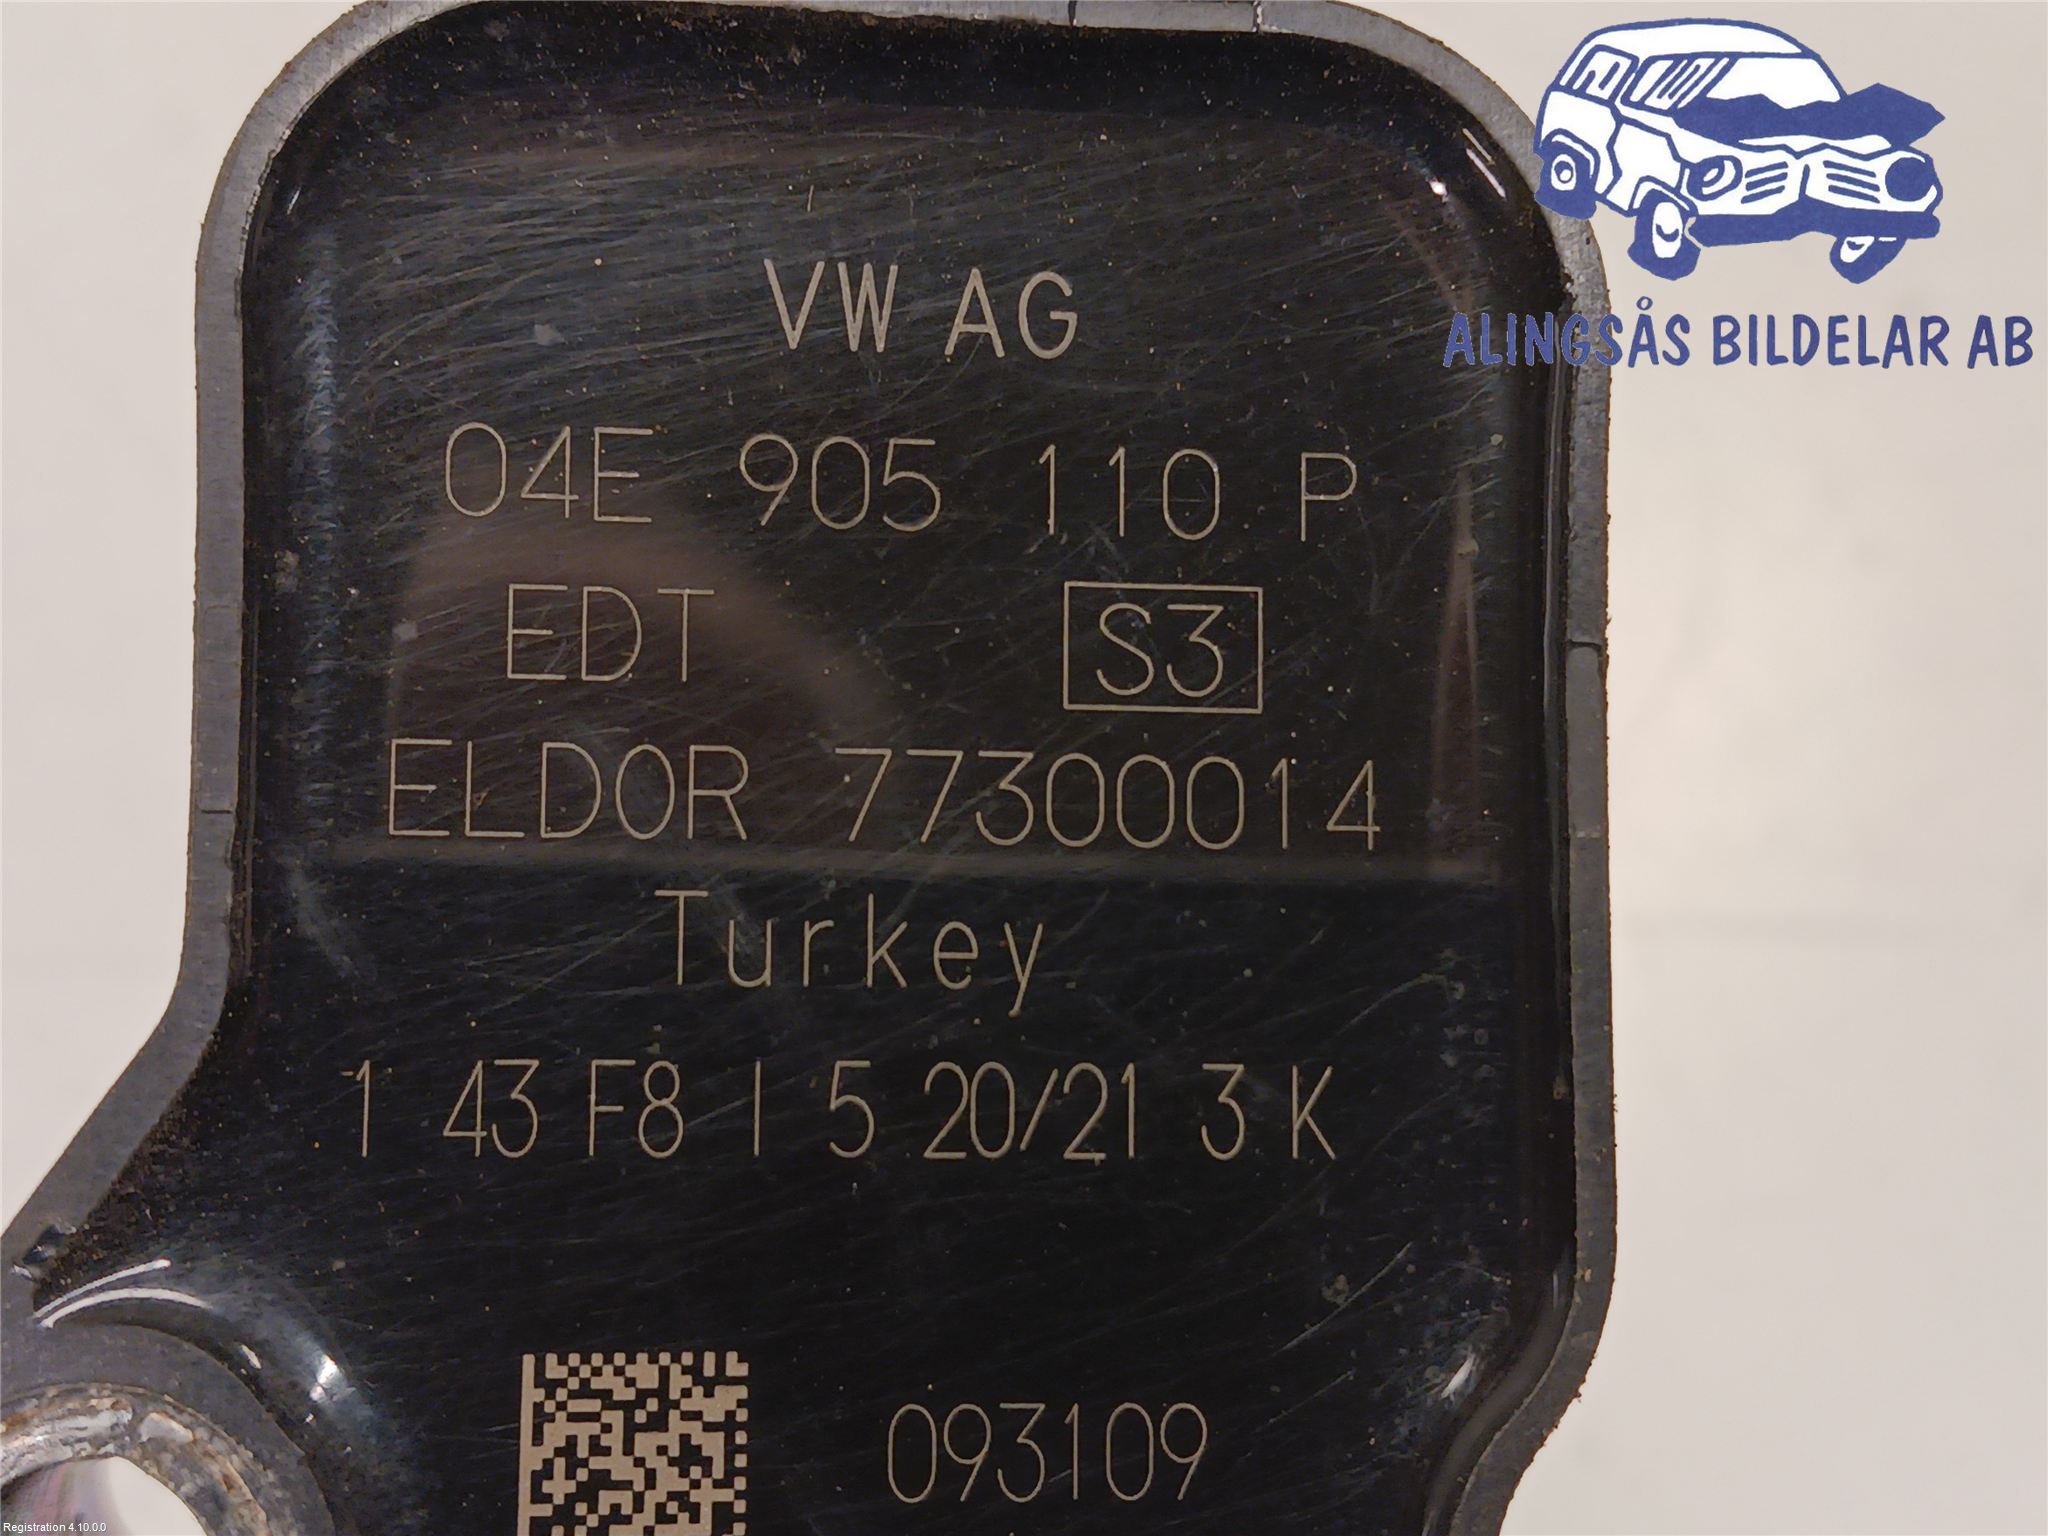 ALINGSÅS BILDELAR AB
VW AG
04E 905 110 P
EDT S3
ELDOR 77300014
Turkey
1 43 F8 I 5 20/21 3 K
093109
Registration 4.10.0.0